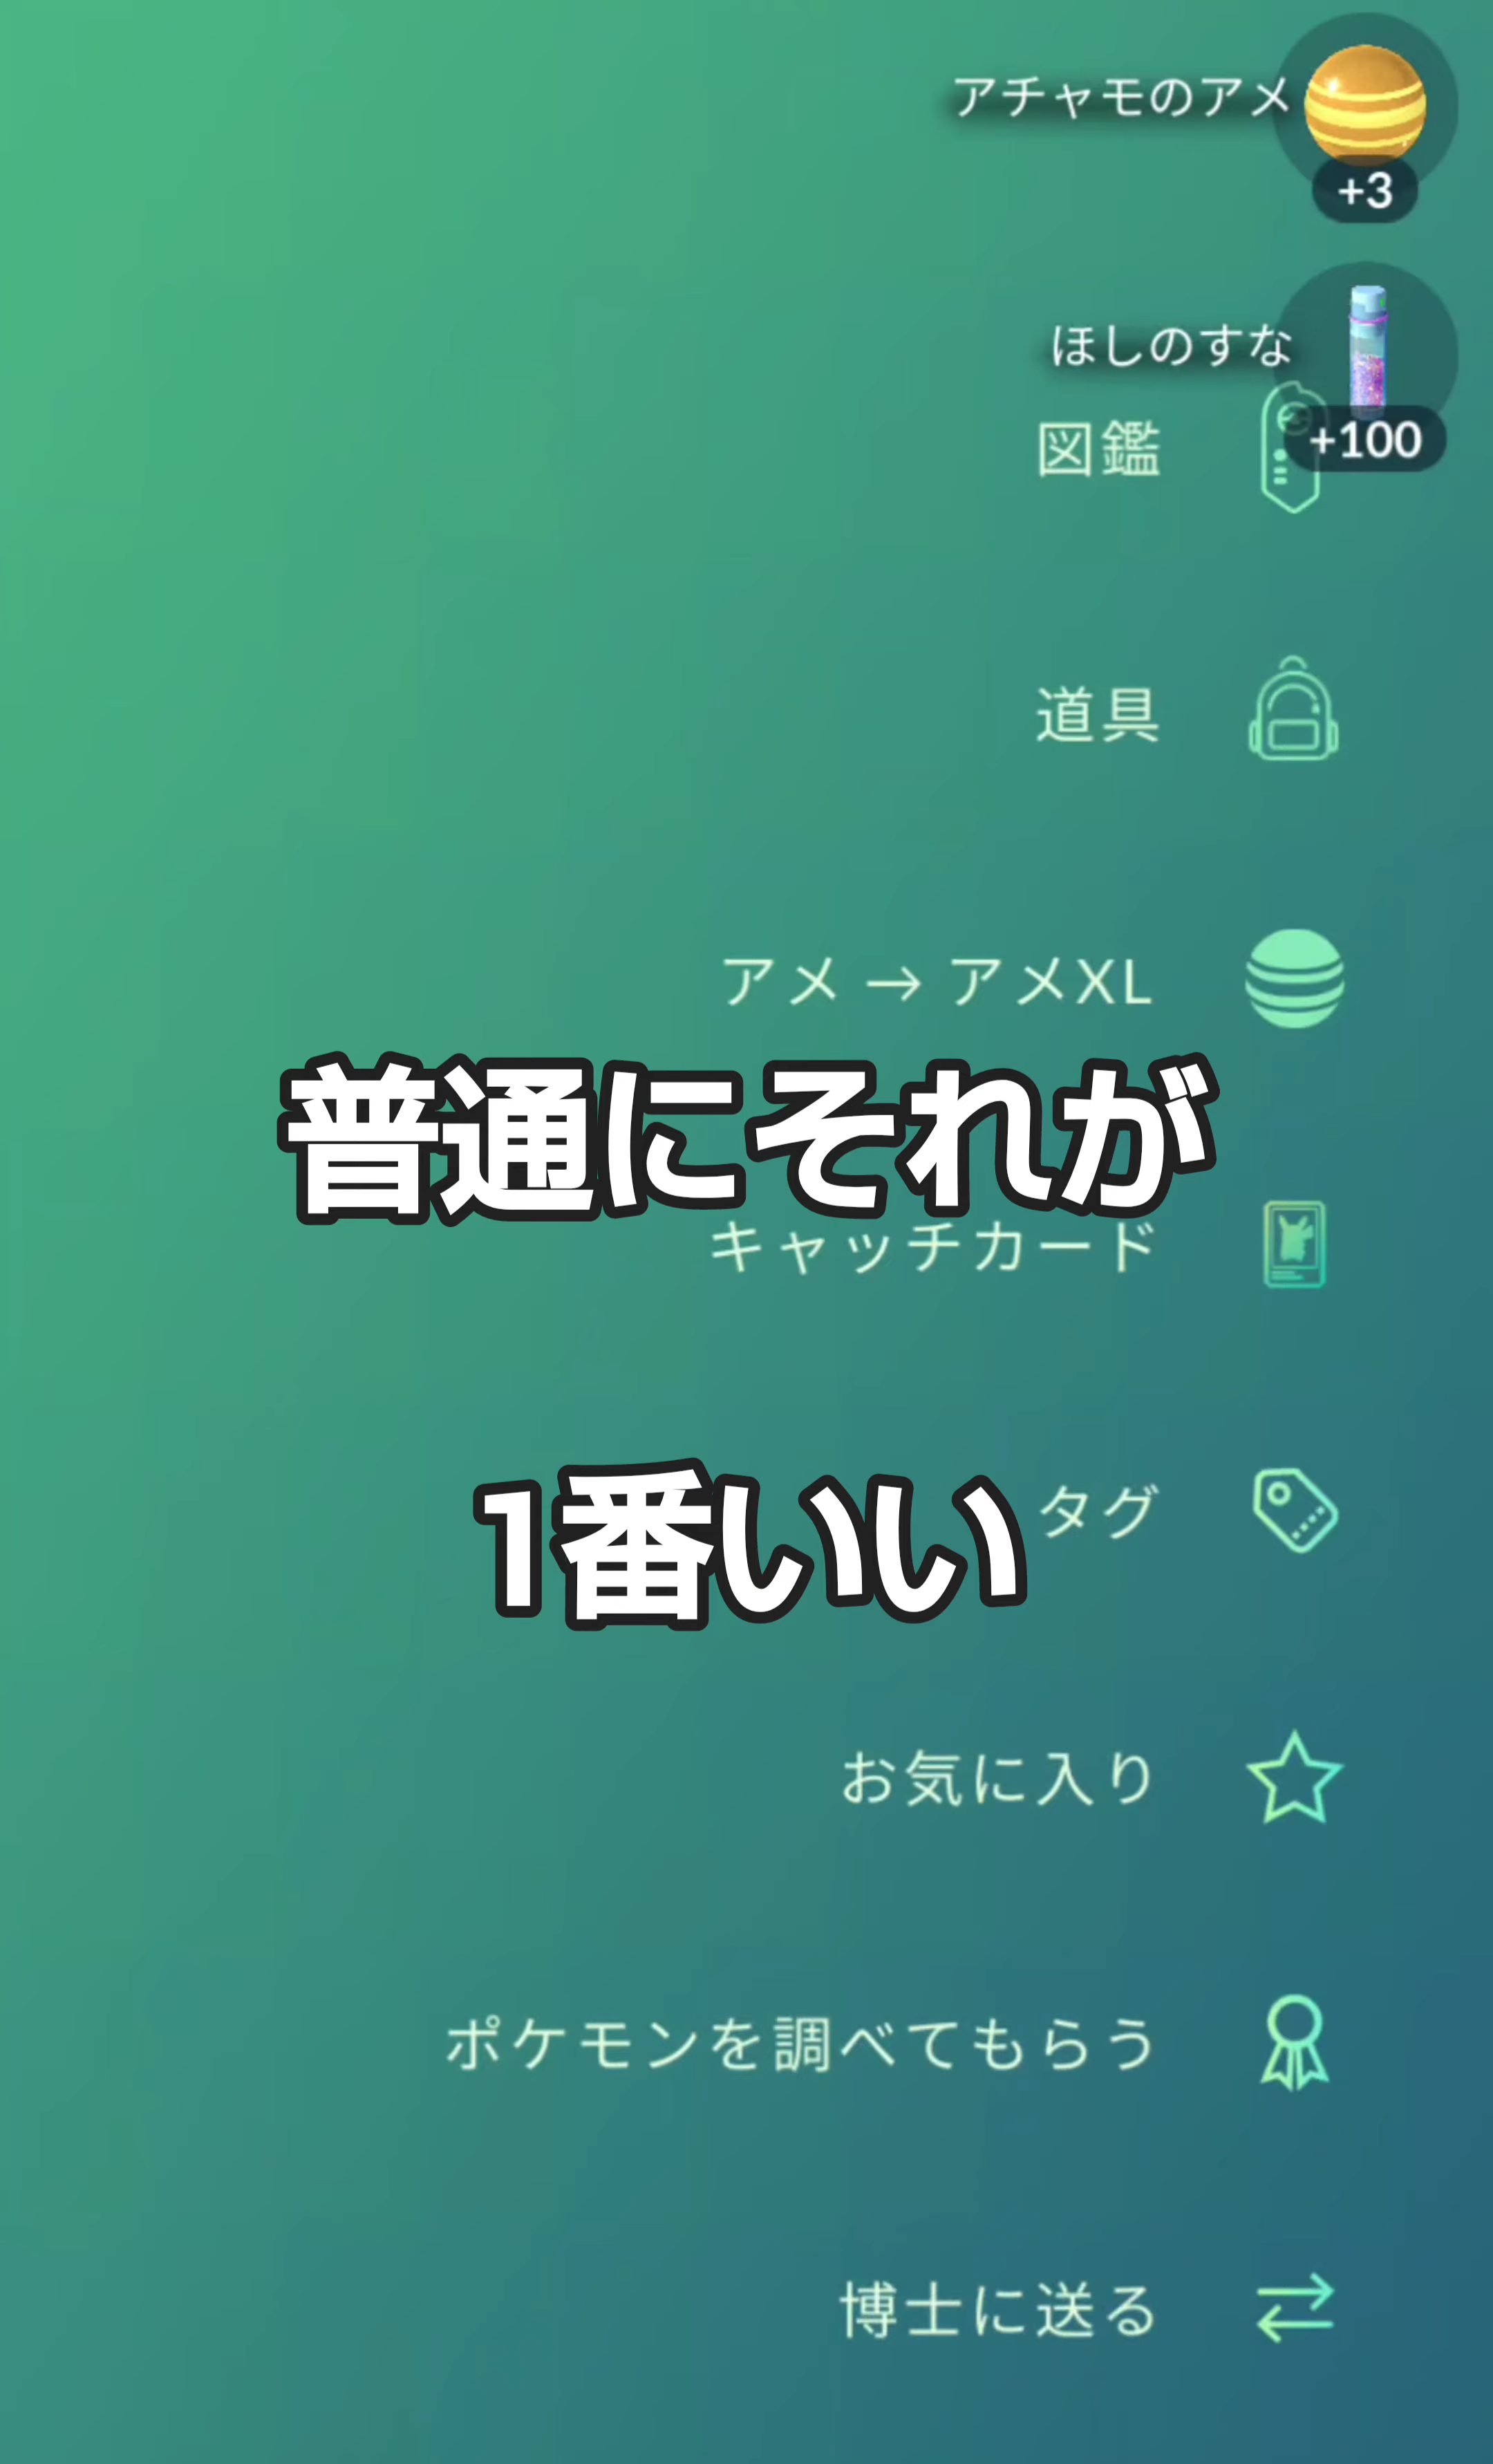 アチャモのアメ
+3
ほしのすな
+100
図鑑
道具
アメ → アメXL
普通にそれが
キャッチカード
1番いい
タグ
お気に入り
ポケモンを調べてもらう
博士に送る